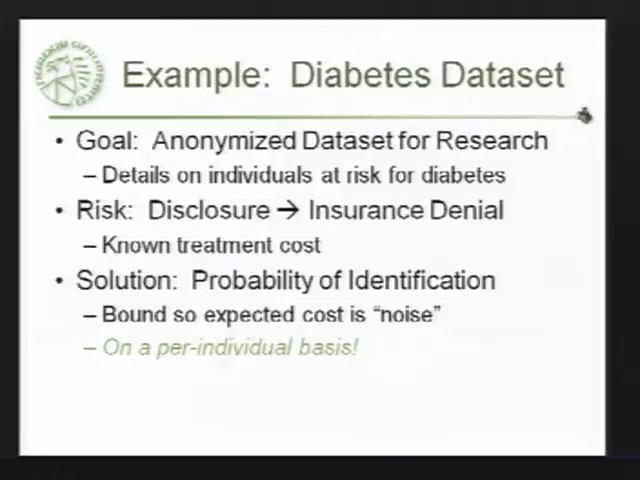 Example: Diabetes Dataset
• Goal: Anonymized Dataset for Research
– Details on individuals at risk for diabetes
• Risk: Disclosure → Insurance Denial
– Known treatment cost
• Solution: Probability of Identification
– Bound so expected cost is “noise”
– On a per-individual basis!